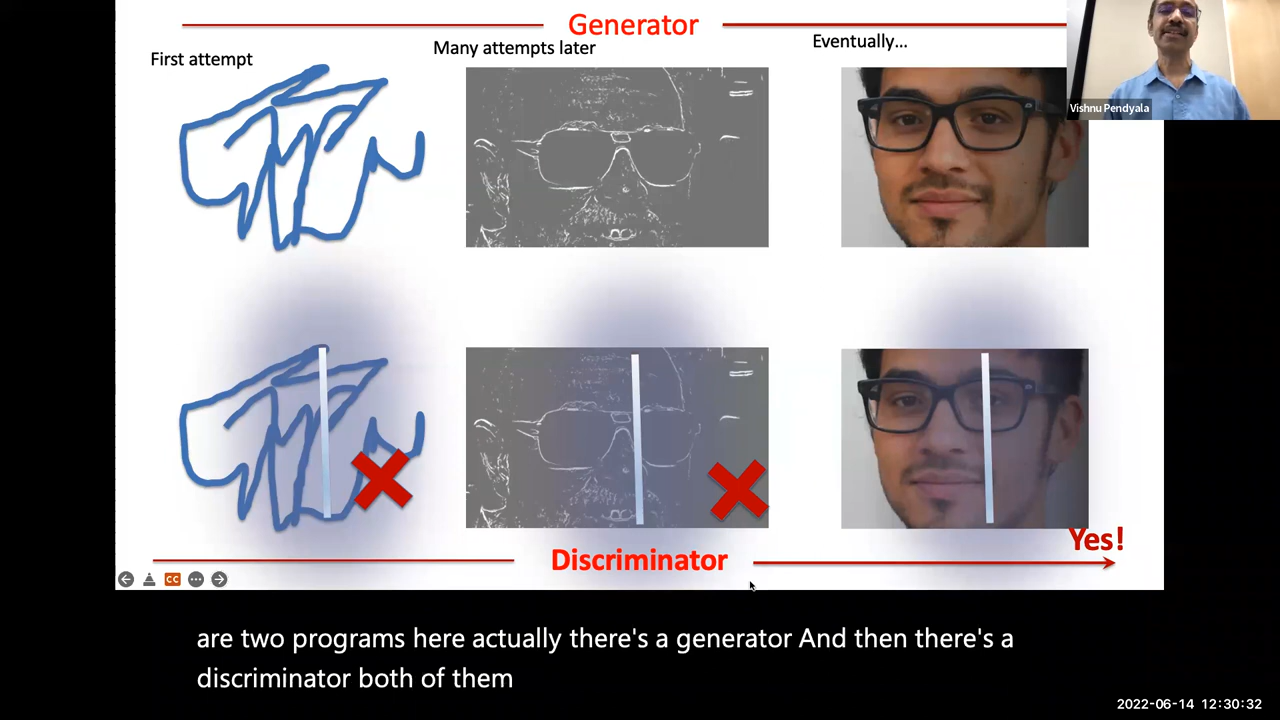 Generator
First attempt
Many attempts later
Eventually...
Vishnu Pendyala
Yes!
Discriminator
CC
are two programs here actually there's a generator And then there's a
discriminator both of them
2022-06-14 12:30:32